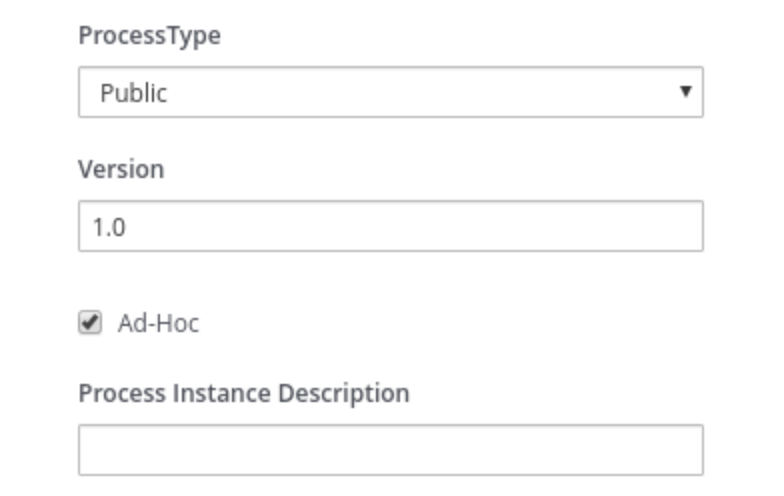 ProcessType
Public
Version
1.0
Ad-Hoc
Process Instance Description